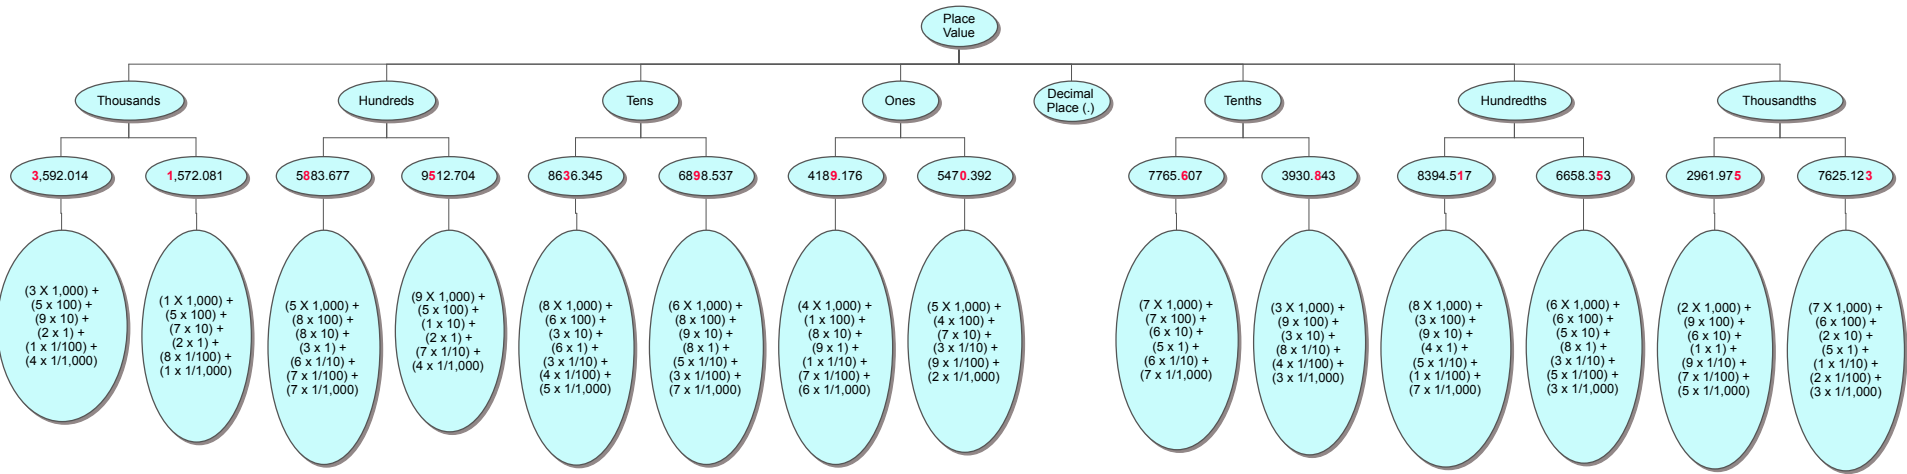 Place
Value
Thousands
Hundreds
Tens
Ones
Decimal
Place (.)
Tenths
Hundredths
Thousandths
3,592.014
1,572.081
5883.677
9512.704
8636.345
6898.537
4189.176
5470.392
7765.607
3930.843
8394.517
6658.353
2961.975
7625.123
(3 X 1,000) +
(5 x 100) +
(9 x 10) +
(2 x 1) +
(1 x 1/100) +
(4 x 1/1,000)
(1 X 1,000) +
(5 x 100) +
(7 x 10) +
(2 x 1) +
(8 x 1/100) +
(1 x 1/1,000)
(5 X 1,000) +
(8 x 100) +
(8 x 10) +
(3 x 1) +
(6 x 1/10) +
(7 x 1/100) +
(7 x 1/1,000)
(9 X 1,000) +
(5 x 100) +
(1 x 10) +
(2 x 1) +
(7 x 1/10) +
(4 x 1/1,000)
(8 X 1,000) +
(6 x 100) +
(3 x 10) +
(6 x 1) +
(3 x 1/10) +
(4 x 1/100) +
(5 x 1/1,000)
(6 X 1,000) +
(8 x 100) +
(9 x 10) +
(8 x 1) +
(5 x 1/10) +
(3 x 1/100) +
(7 x 1/1,000)
(4 X 1,000) +
(1 x 100) +
(8 x 10) +
(9 x 1) +
(1 x 1/10) +
(7 x 1/100) +
(6 x 1/1,000)
(5 X 1,000) +
(4 x 100) +
(7 x 10) +
(3 x 1/10) +
(9 x 1/100) +
(2 x 1/1,000)
(7 X 1,000) +
(7 x 100) +
(6 x 10) +
(5 x 1) +
(6 x 1/10) +
(7 x 1/1,000)
(3 X 1,000) +
(9 x 100) +
(3 x 10) +
(8 x 1/10) +
(4 x 1/100) +
(3 x 1/1,000)
(8 X 1,000) +
(3 x 100) +
(9 x 10) +
(4 x 1) +
(5 x 1/10) +
(1 x 1/100) +
(7 x 1/1,000)
(6 X 1,000) +
(6 x 100) +
(5 x 10) +
(8 x 1) +
(3 x 1/10) +
(5 x 1/100) +
(3 x 1/1,000)
(2 X 1,000) +
(9 x 100) +
(6 x 10) +
(1 x 1) +
(9 x 1/10) +
(7 x 1/100) +
(5 x 1/1,000)
(7 X 1,000) +
(6 x 100) +
(2 x 10) +
(5 x 1) +
(1 x 1/10) +
(2 x 1/100) +
(3 x 1/1,000)